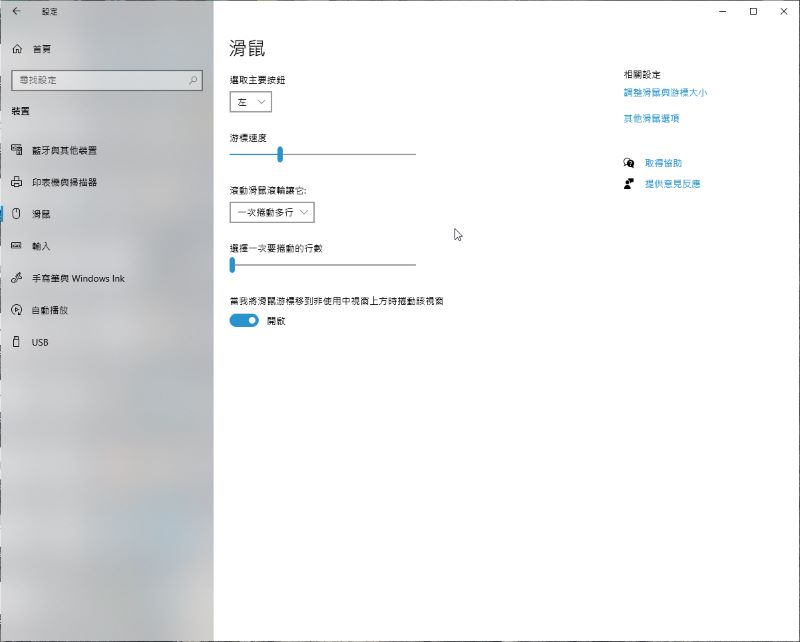 設定
首頁
尋找設定
裝置
藍牙與其他裝置
印表機與掃描器
滑鼠
輸入
手寫筆與 Windows Ink
自動播放
USB
滑鼠
選取主要按鈕
左
游標速度
滾動滑鼠滾輪讓它:
一次捲動多行
選擇一次要捲動的行數
當我將滑鼠游標移到非使用中視窗上方時捲動該視窗
開啟
相關設定
調整滑鼠與游標大小
其他滑鼠選項
取得協助
提供意見反應